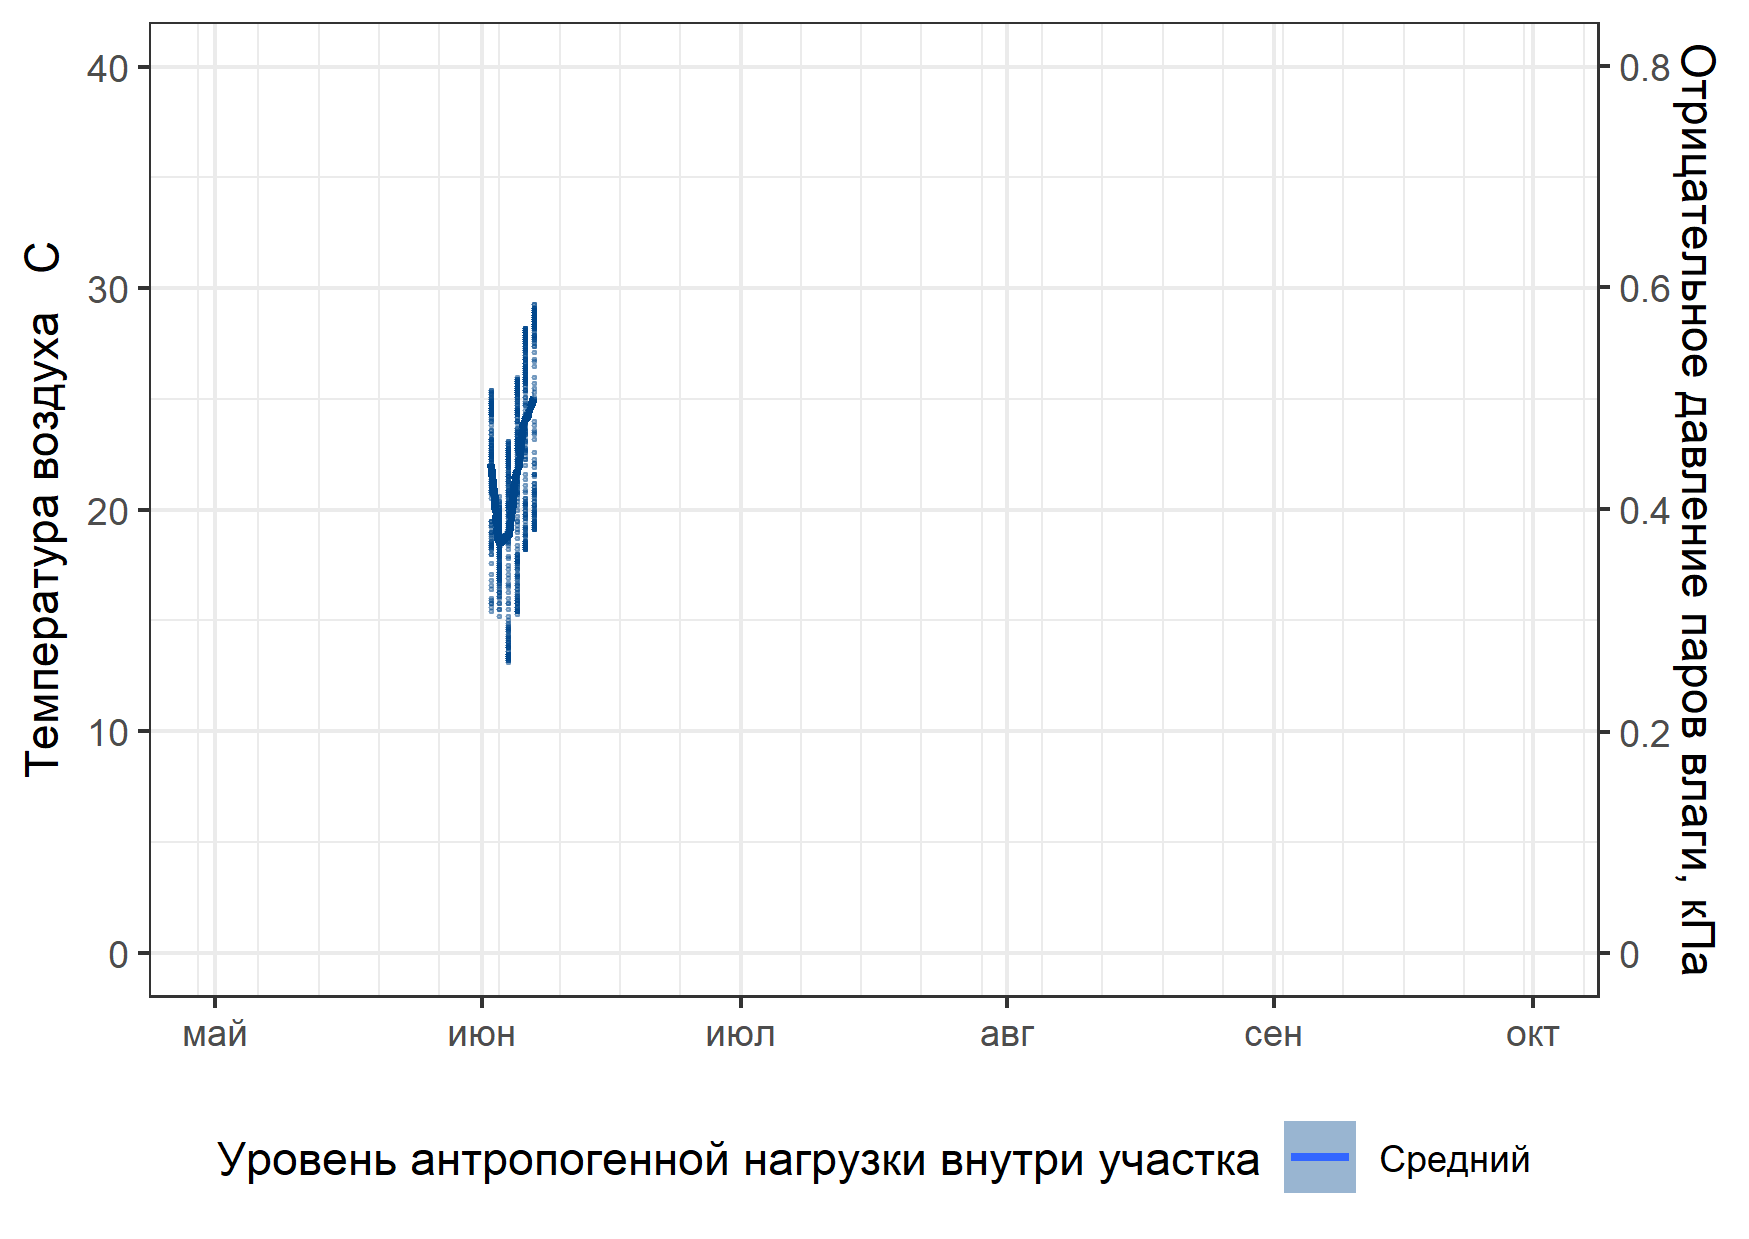 Температура воздуха С
40
30
20
10
0
0.8
0.6
0.4
0.2
0
Отрицательное давление паров влаги, кПа
май июн июл авг сен окт
Уровень антропогенной нагрузки внутри участка Средний